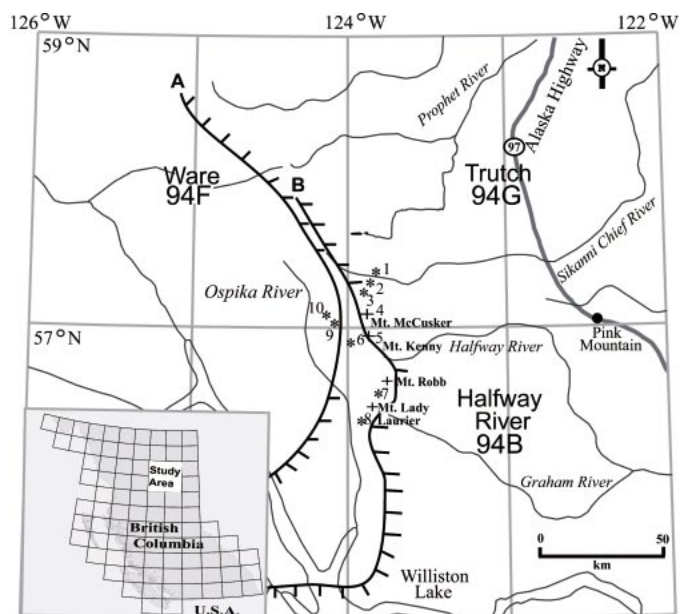 126°W
124°W
122°W
59°N
A
Prophet River
Alaska Highway
97
Ware
94F
B
Trutch
94G
Sikanni Chief River
1
2
3
Ospika River
10
4
Mt. McCusker
9
57°N
6
5
Mt. Kenny
Halfway River
Pink
Mountain
Mt. Robb
7
Mt. Lady
Laurier
8
Halfway
River
94B
Graham River
Study
Area
British
Columbia
U.S.A.
0
50
km
Williston
Lake